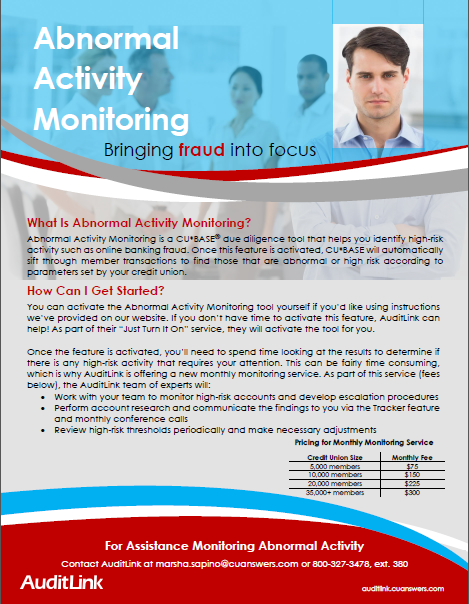 Abnormal
Activity
Monitoring
Bringing fraud into focus
What Is Abnormal Activity Monitoring?
Abnormal Activity Monitoring is a CU*BASE® due diligence tool that helps you identify high-risk
activity such as online banking fraud. Once this feature is activated, CU*BASE will automatically
sift through member transactions to find those that are abnormal or high risk according to
parameters set by your credit union.
How Can I Get Started?
You can activate the Abnormal Activity Monitoring tool yourself if you'd like using instructions
we've provided on our website. If you don't have time to activate this feature, AuditLink can
help! As part of their "Just Turn It On" service, they will activate the tool for you.
Once the feature is activated, you'll need to spend time looking at the results to determine if
there is any high-risk activity that requires your attention. This can be fairly time consuming,
which is why AuditLink is offering a new monthly monitoring service. As part of this service (fees
below), the AuditLink team of experts will:
• Work with your team to monitor high-risk accounts and develop escalation procedures
• Perform account research and communicate the findings to you via the Tracker feature
and monthly conference calls
• Review high-risk thresholds periodically and make necessary adjustments
Pricing for Monthly Monitoring Service
Credit Union Size Monthly Fee
5,000 members $75
10,000 members $150
20,000 members $225
35,000+ members $300
For Assistance Monitoring Abnormal Activity
Contact AuditLink at marsha.sapino@cuanswers.com or 800-327-3478, ext. 380
AuditLink
auditlink.cuanswers.com